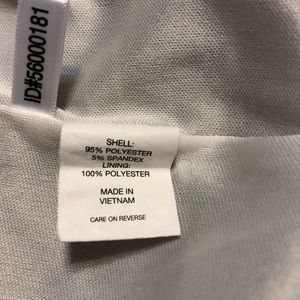 ID#56000181
SHELL:
95% POLYESTER
5% SPANDEX
LINING:
100% POLYESTER
MADE IN
VIETNAM
CARE ON REVERSE